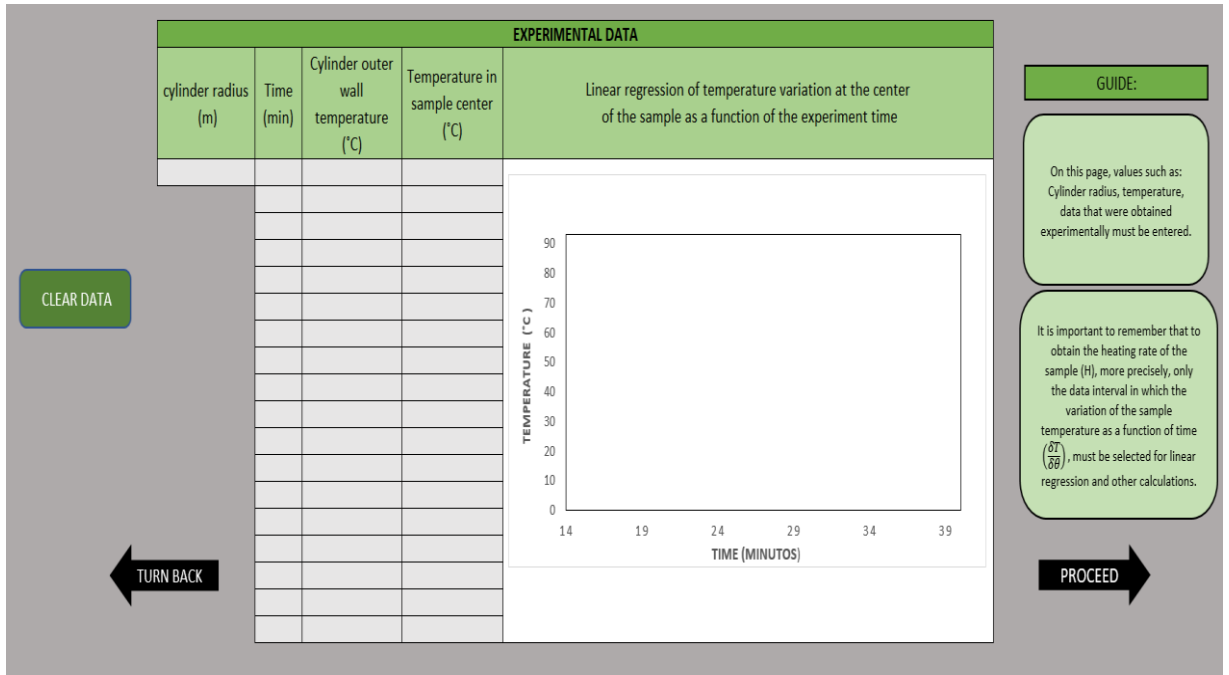 EXPERIMENTAL DATA
cylinder radius
(m)
Time
(min)
Cylinder outer
wall
temperature
(°C)
Temperature in
sample center
(°C)
Linear regression of temperature variation at the center
of the sample as a function of the experiment time
CLEAR DATA
TURN BACK
90
80
70
60
50
40
30
20
10
0
TEMPERATURE (°C )
14 19 24 29 34 39
TIME (MINUTOS)
GUIDE:
On this page, values such as:
Cylinder radius, temperature,
data that were obtained
experimentally must be entered.
It is important to remember that to
obtain the heating rate of the
sample (H), more precisely, only
the data interval in which the
variation of the sample
temperature as a function of time
(δT/δθ), must be selected for linear
regression and other calculations.
PROCEED